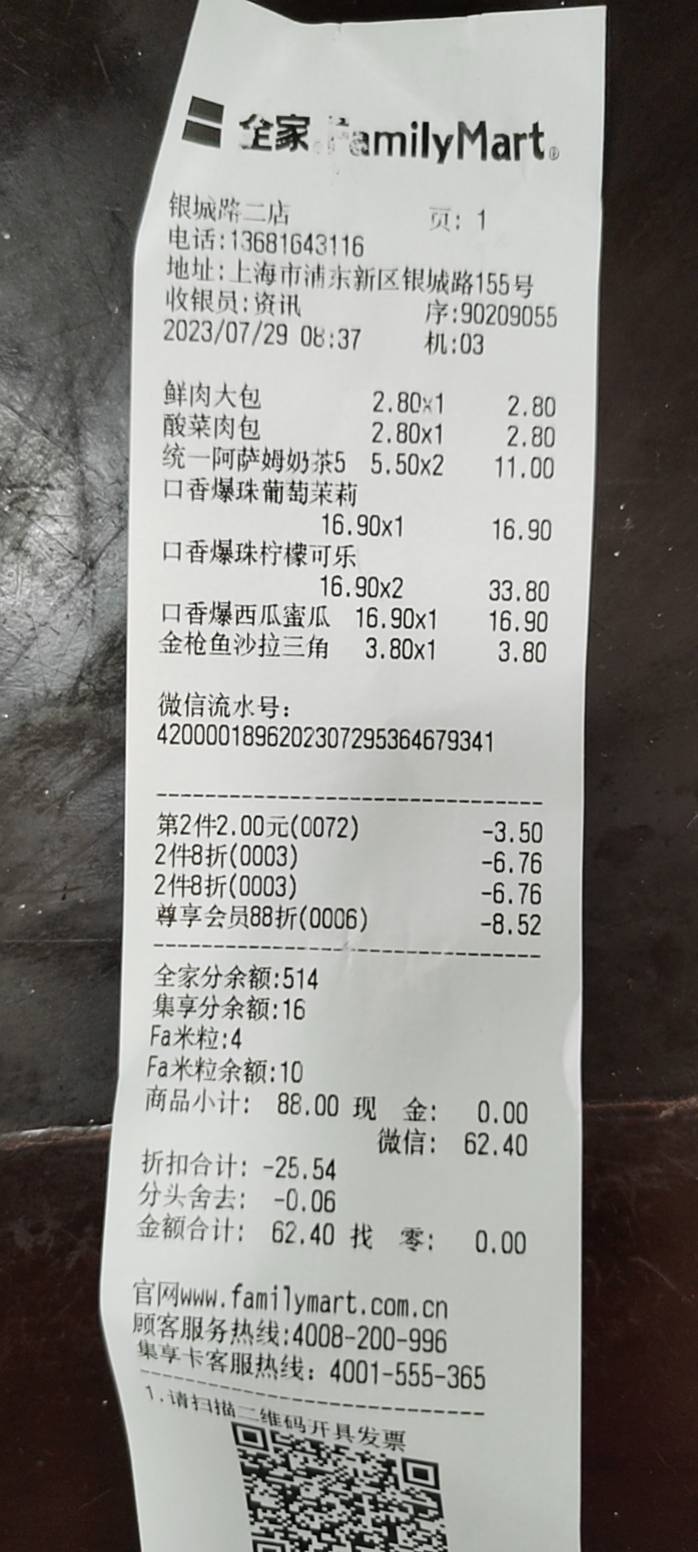 全家 FamilyMart®
银城路二店 页: 1
电话:13681643116
地址:上海市浦东新区银城路155号
收银员:资讯 序:90209055
2023/07/29 08:37 机:03
鲜肉大包 2.80x1 2.80
酸菜肉包 2.80x1 2.80
统一阿萨姆奶茶5 5.50x2 11.00
口香爆珠葡萄茉莉
16.90x1 16.90
口香爆珠柠檬可乐
16.90x2 33.80
口香爆西瓜蜜瓜 16.90x1 16.90
金枪鱼沙拉三角 3.80x1 3.80
微信流水号:
4200001896202307295364679341
第2件2.00元(0072) -3.50
2件8折(0003) -6.76
2件8折(0003) -6.76
尊享会员88折(0006) -8.52
全家分余额:514
集享分余额:16
Fa米粒:4
Fa米粒余额:10
商品小计: 88.00 现 金: 0.00
微信: 62.40
折扣合计: -25.54
分头舍去: -0.06
金额合计: 62.40 找 零: 0.00
官网www.familymart.com.cn
顾客服务热线:4008-200-996
集享卡客服热线: 4001-555-365
1.请扫描二维码开具发票